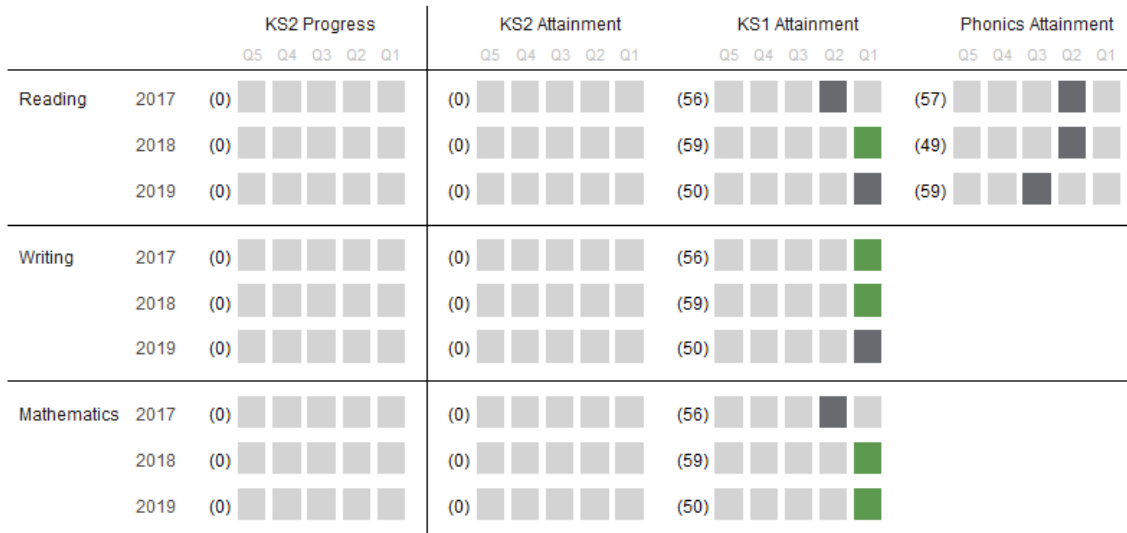 KS2 Progress KS2 Attainment KS1 Attainment Phonics Attainment
Q5 Q4 Q3 Q2 Q1 Q5 Q4 Q3 Q2 Q1 Q5 Q4 Q3 Q2 Q1 Q5 Q4 Q3 Q2 Q1
Reading 2017 (0) (0) (56) (57)
2018 (0) (0) (59) (49)
2019 (0) (0) (50) (59)
Writing 2017 (0) (0) (56)
2018 (0) (0) (59)
2019 (0) (0) (50)
Mathematics 2017 (0) (0) (56)
2018 (0) (0) (59)
2019 (0) (0) (50)